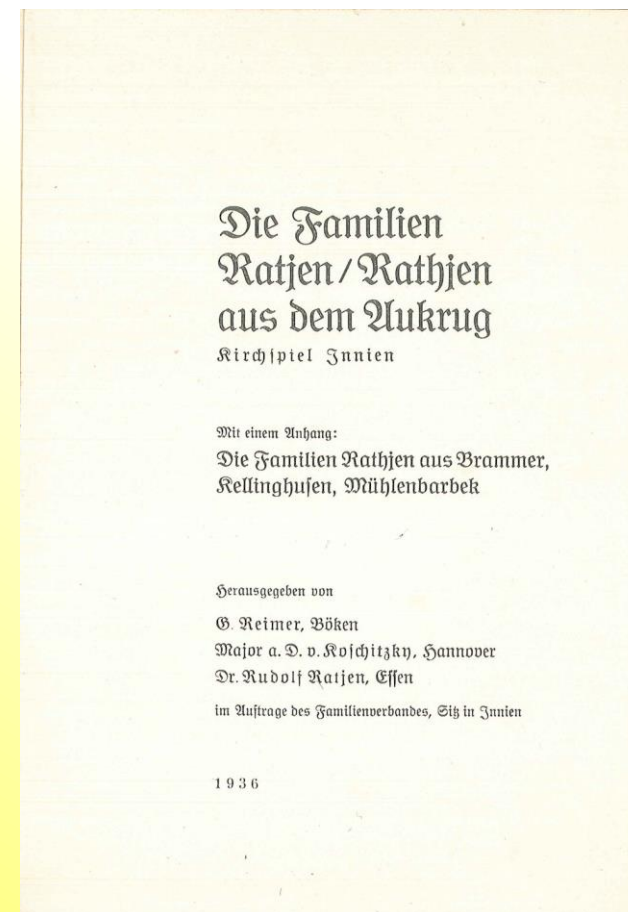 Die Familien
Ratjen/Rathjen
aus dem Aukrug
Kirchspiel Innien
Mit einem Anhang:
Die Familien Rathjen aus Brammer,
Kellinghusen, Mühlenbarbek
Herausgegeben von
G. Reimer, Böken
Major a. D. v. Koschitzky, Hannover
Dr. Rudolf Ratjen, Essen
im Auftrage des Familienverbandes, Sitz in Innien
1936